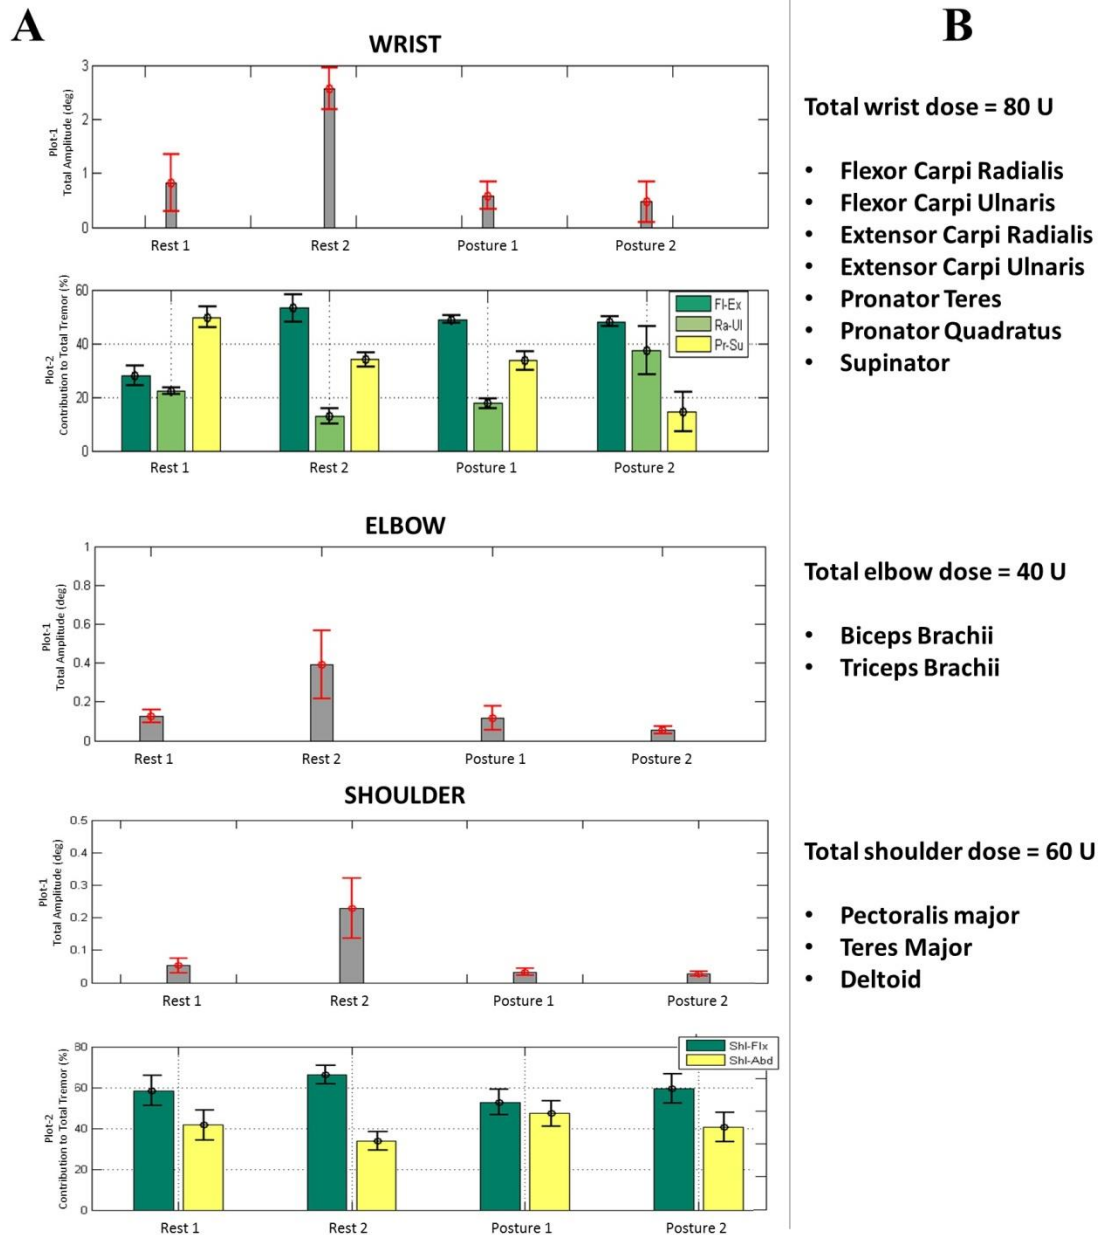 A
WRIST
Plot-1
Total Amplitude (deg)
3
2
1
0
Rest 1 Rest 2 Posture 1 Posture 2
Plot-2
Contribution to Total Tremor (%)
60
40
20
0
Fl-Ex
Ra-Ul
Pr-Su
Rest 1 Rest 2 Posture 1 Posture 2
ELBOW
Plot-1
Total Amplitude (deg)
1
0.8
0.6
0.4
0.2
0
Rest 1 Rest 2 Posture 1 Posture 2
SHOULDER
Plot-1
Total Amplitude (deg)
0.5
0.4
0.3
0.2
0.1
0
Rest 1 Rest 2 Posture 1 Posture 2
Plot-2
Contribution to Total Tremor (%)
80
60
40
20
0
Shl-Flx
Shl-Abd
Rest 1 Rest 2 Posture 1 Posture 2
B
Total wrist dose = 80 U
• Flexor Carpi Radialis
• Flexor Carpi Ulnaris
• Extensor Carpi Radialis
• Extensor Carpi Ulnaris
• Pronator Teres
• Pronator Quadratus
• Supinator
Total elbow dose = 40 U
• Biceps Brachii
• Triceps Brachii
Total shoulder dose = 60 U
• Pectoralis major
• Teres Major
• Deltoid